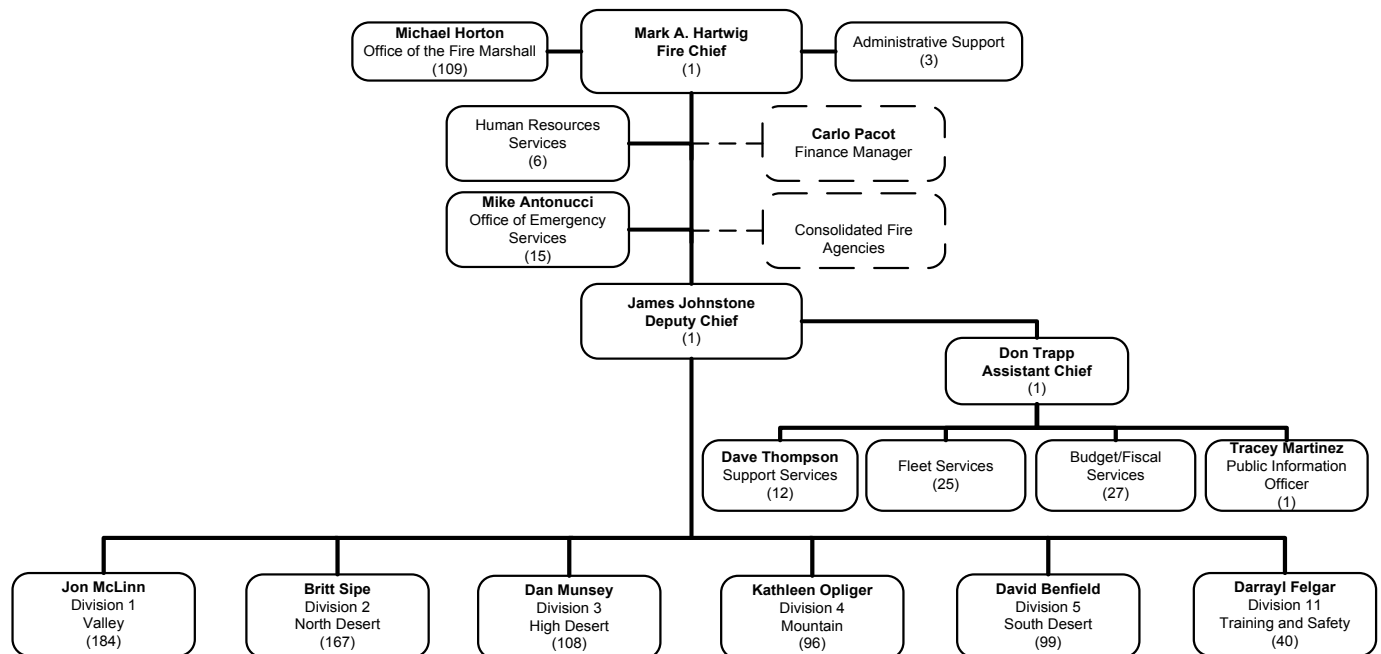 Michael Horton
Office of the Fire Marshall
(109)
Mark A. Hartwig
Fire Chief
(1)
Administrative Support
(3)
Human Resources
Services
(6)
Carlo Pacot
Finance Manager
Mike Antonucci
Office of Emergency
Services
(15)
Consolidated Fire
Agencies
James Johnstone
Deputy Chief
(1)
Don Trapp
Assistant Chief
(1)
Dave Thompson
Support Services
(12)
Fleet Services
(25)
Budget/Fiscal
Services
(27)
Tracey Martinez
Public Information
Officer
(1)
Jon McLinn
Division 1
Valley
(184)
Britt Sipe
Division 2
North Desert
(167)
Dan Munsey
Division 3
High Desert
(108)
Kathleen Opliger
Division 4
Mountain
(96)
David Benfield
Division 5
South Desert
(99)
Darrayl Felgar
Division 11
Training and Safety
(40)